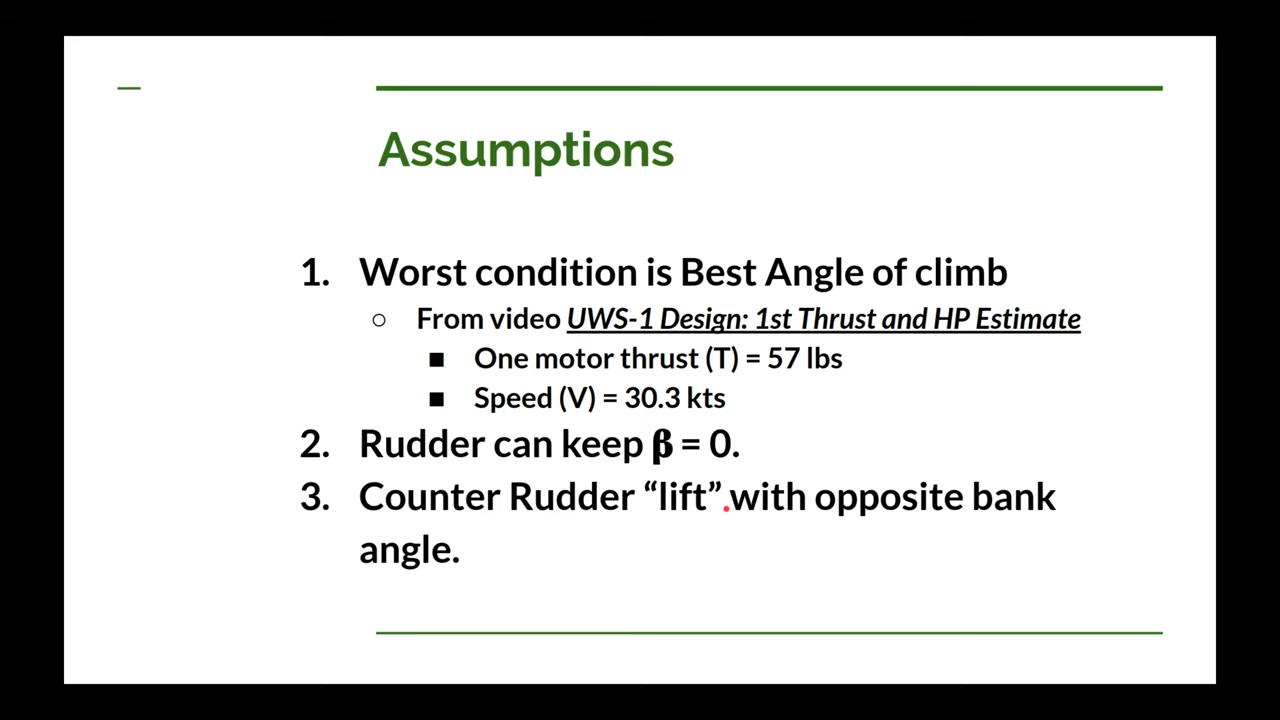 Assumptions
1. Worst condition is Best Angle of climb
○ From video UWS-1 Design: 1st Thrust and HP Estimate
■ One motor thrust (T) = 57 lbs
■ Speed (V) = 30.3 kts
2. Rudder can keep β = 0.
3. Counter Rudder “lift” with opposite bank
angle.